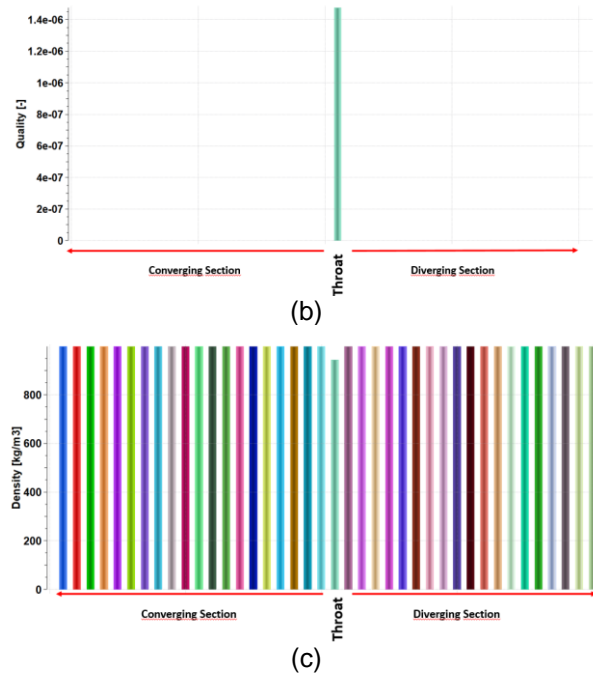 1.4e-06
1.2e-06
1e-06
8e-07
6e-07
4e-07
2e-07
0
Quality [-]
Converging Section
Throat
Diverging Section
(b)
800
600
400
200
0
Density [kg/m3]
Converging Section
Throat
Diverging Section
(c)